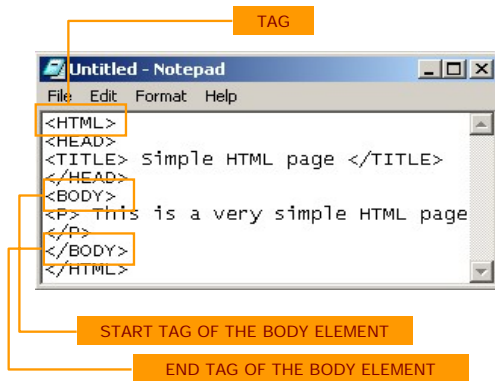 TAG
Untitled - Notepad
File Edit Format Help
<HTML>
<HEAD>
<TITLE> Simple HTML page </TITLE>
</HEAD>
<BODY>
<P> This is a very simple HTML page
</P>
</BODY>
</HTML>
START TAG OF THE BODY ELEMENT
END TAG OF THE BODY ELEMENT